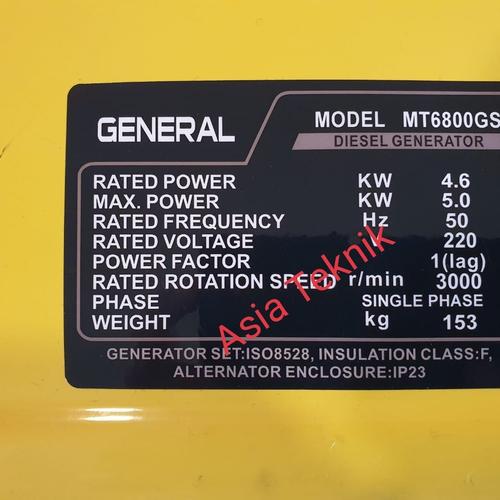 GENERAL
MODEL MT6800GS
DIESEL GENERATOR
RATED POWER KW 4.6
MAX. POWER KW 5.0
RATED FREQUENCY Hz 50
RATED VOLTAGE V 220
POWER FACTOR 1(lag)
RATED ROTATION SPEED r/min 3000
PHASE SINGLE PHASE
WEIGHT kg 153
GENERATOR SET:ISO8528, INSULATION CLASS:F,
ALTERNATOR ENCLOSURE:IP23
Asia Teknik